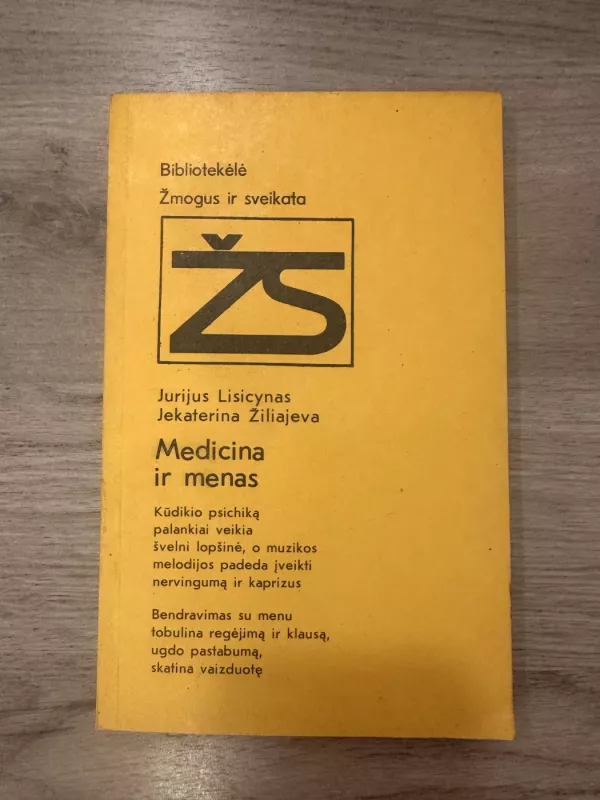 Bibliotekėlė
Žmogus ir sveikata
ŽS
Jurijus Lisicynas
Jekaterina Žiliajeva
Medicina
ir menas
Kūdikio psichiką
palankiai veikia
švelni lopšinė, o muzikos
melodijos padeda įveikti
nervingumą ir kaprizus
Bendravimas su menu
tobulina regėjimą ir klausą,
ugdo pastabumą,
skatina vaizduotę